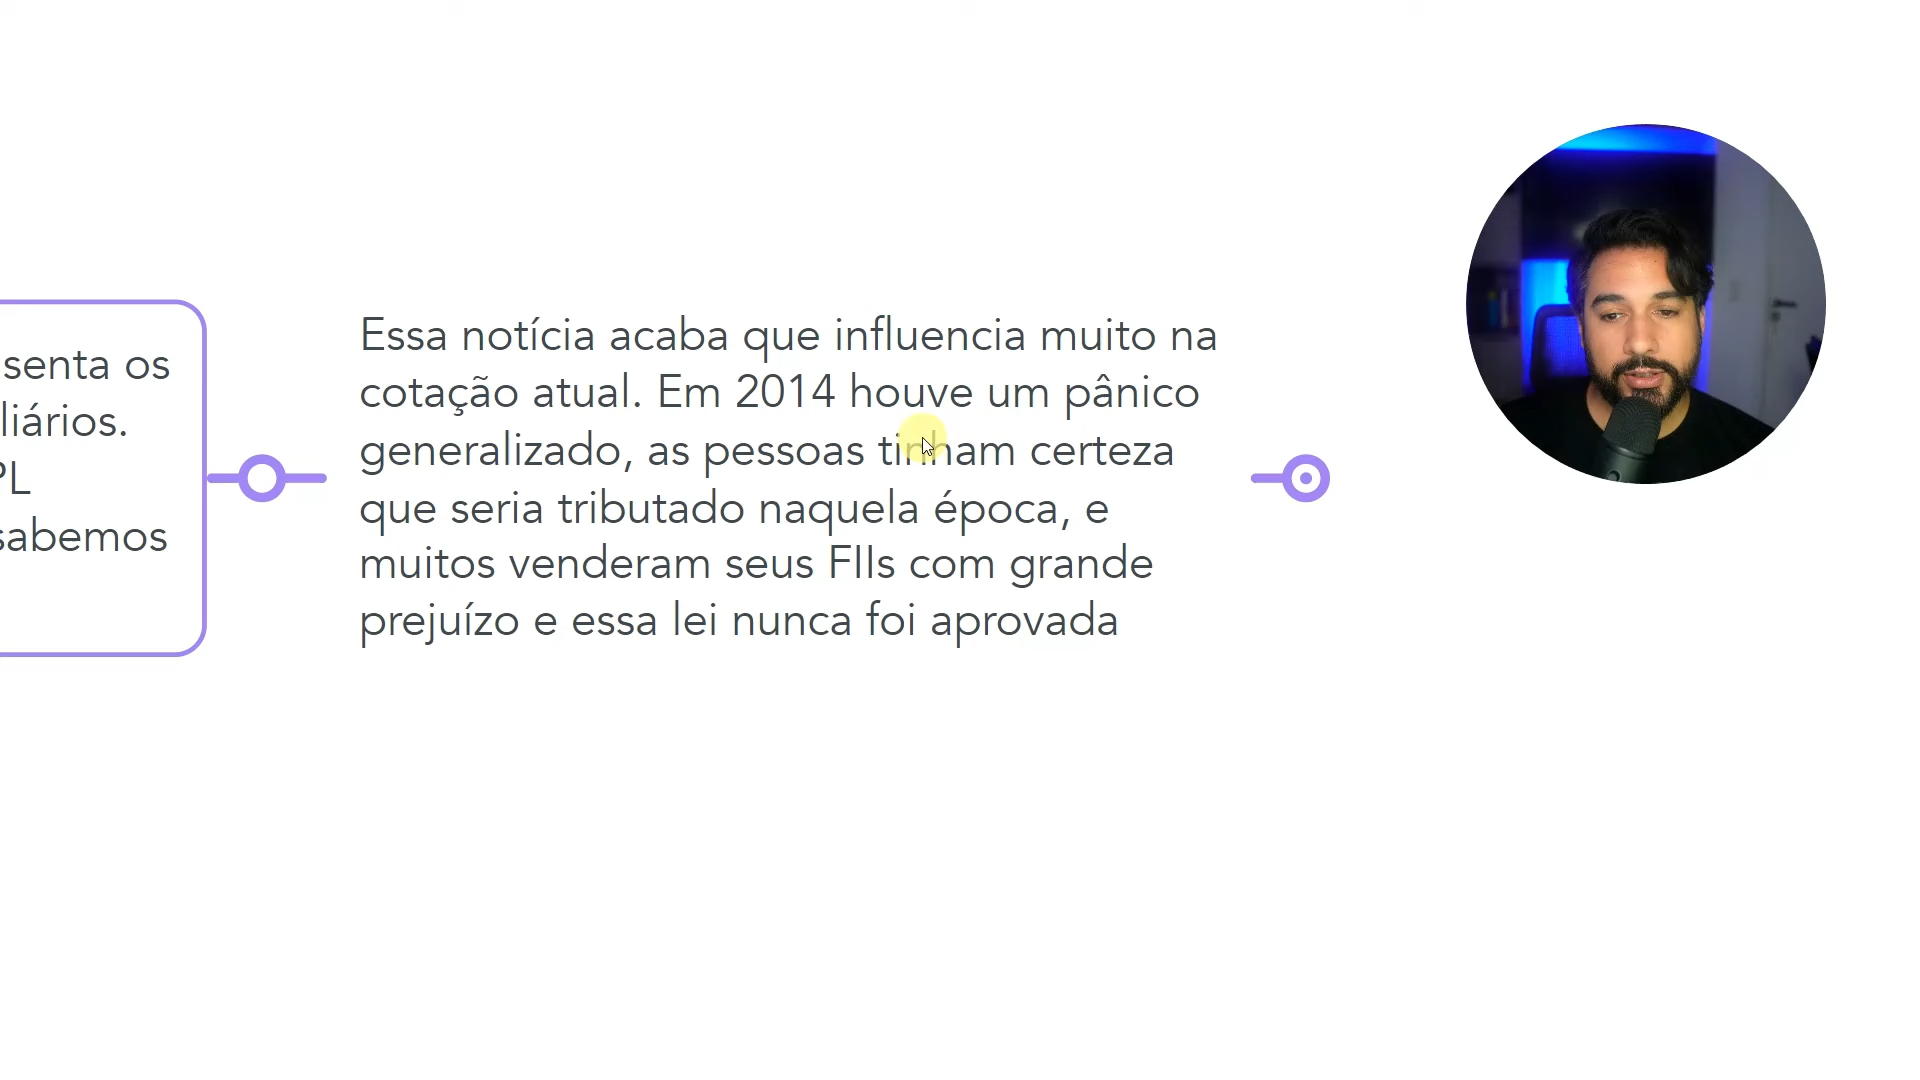 senta os
liários.
PL
sabemos
Essa notícia acaba que influencia muito na
cotação atual. Em 2014 houve um pânico
generalizado, as pessoas tinham certeza
que seria tributado naquela época, e
muitos venderam seus FIIs com grande
prejuízo e essa lei nunca foi aprovada